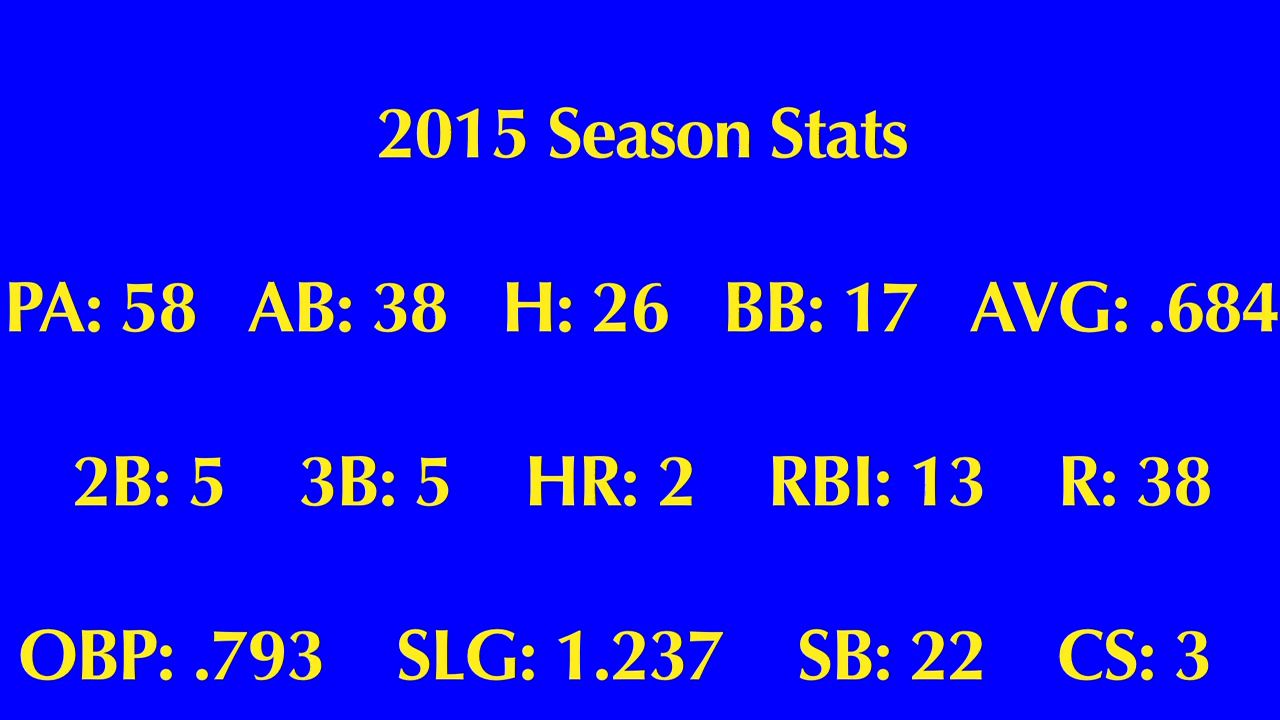 2015 Season Stats
PA: 58 AB: 38 H: 26 BB: 17 AVG: .684
2B: 5 3B: 5 HR: 2 RBI: 13 R: 38
OBP: .793 SLG: 1.237 SB: 22 CS: 3